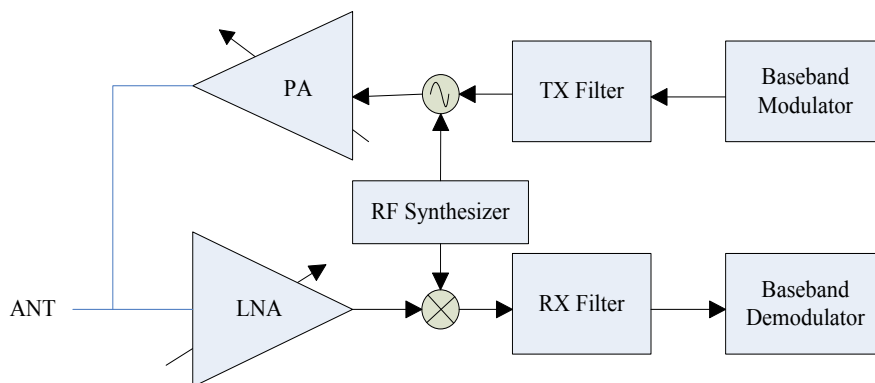 PA
TX Filter
Baseband
Modulator
RF Synthesizer
ANT
LNA
RX Filter
Baseband
Demodulator